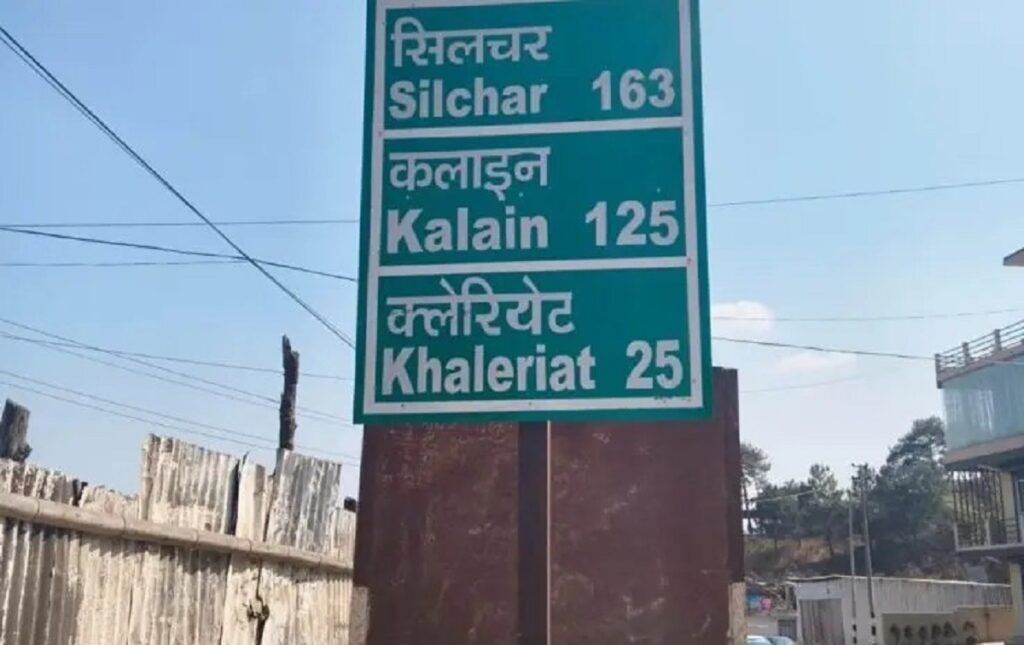 सिलचर
Silchar 163
कलाइन
Kalain 125
क्लेरियेट
Khaleriat 25